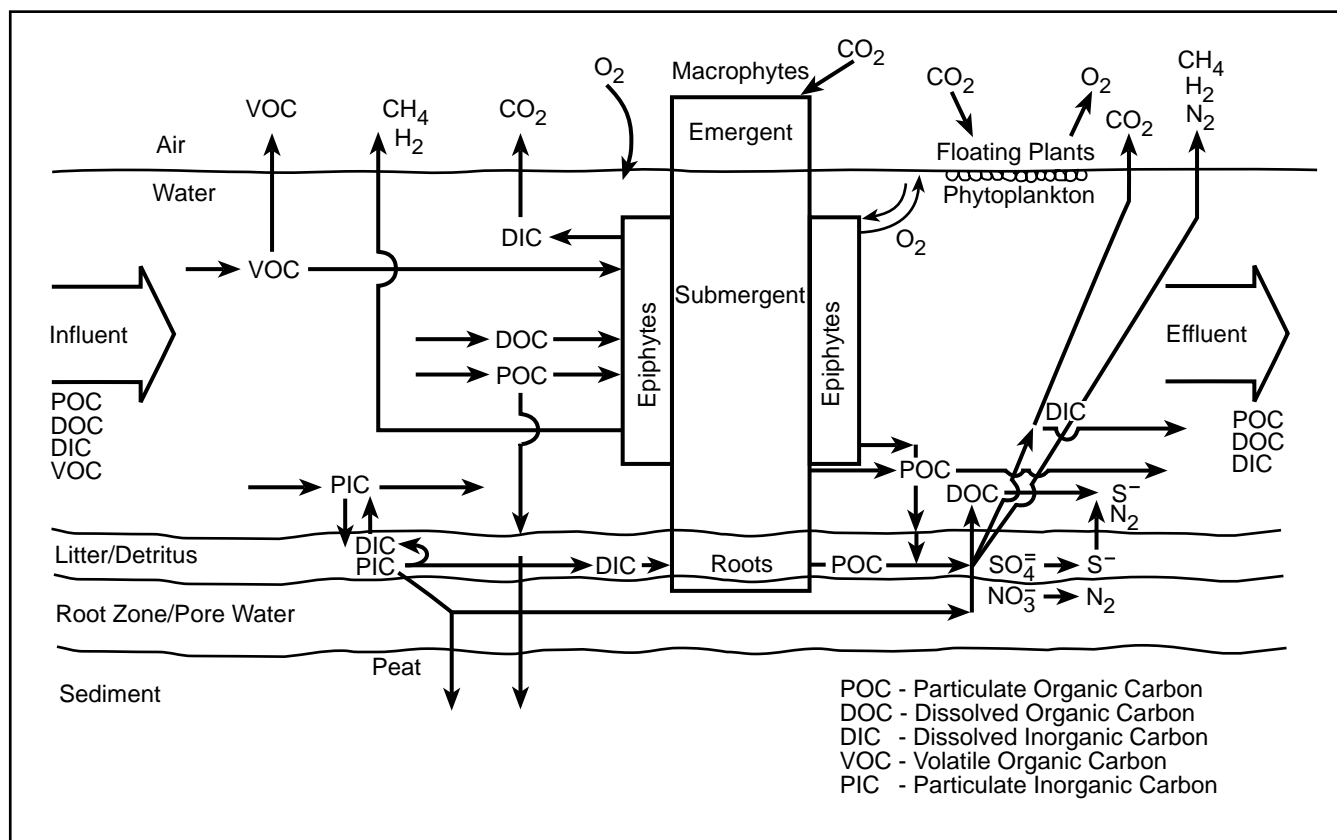 CO2
CH4
H2
N2
O2
Macrophytes
CO2
O2
VOC
CH4
H2
CO2
Emergent
CO2
Air
Floating Plants
Water
Phytoplankton
DIC
O2
VOC
Submergent
Influent
Effluent
DOC
Epiphytes
Epiphytes
POC
POC
DOC
DIC
VOC
DIC
POC
DOC
DIC
POC
PIC
DOC
S–
N2
Litter/Detritus
DIC
PIC
DIC
Roots
POC
SO4=
S–
NO3–
N2
Root Zone/Pore Water
Peat
Sediment
POC - Particulate Organic Carbon
DOC - Dissolved Organic Carbon
DIC - Dissolved Inorganic Carbon
VOC - Volatile Organic Carbon
PIC - Particulate Inorganic Carbon